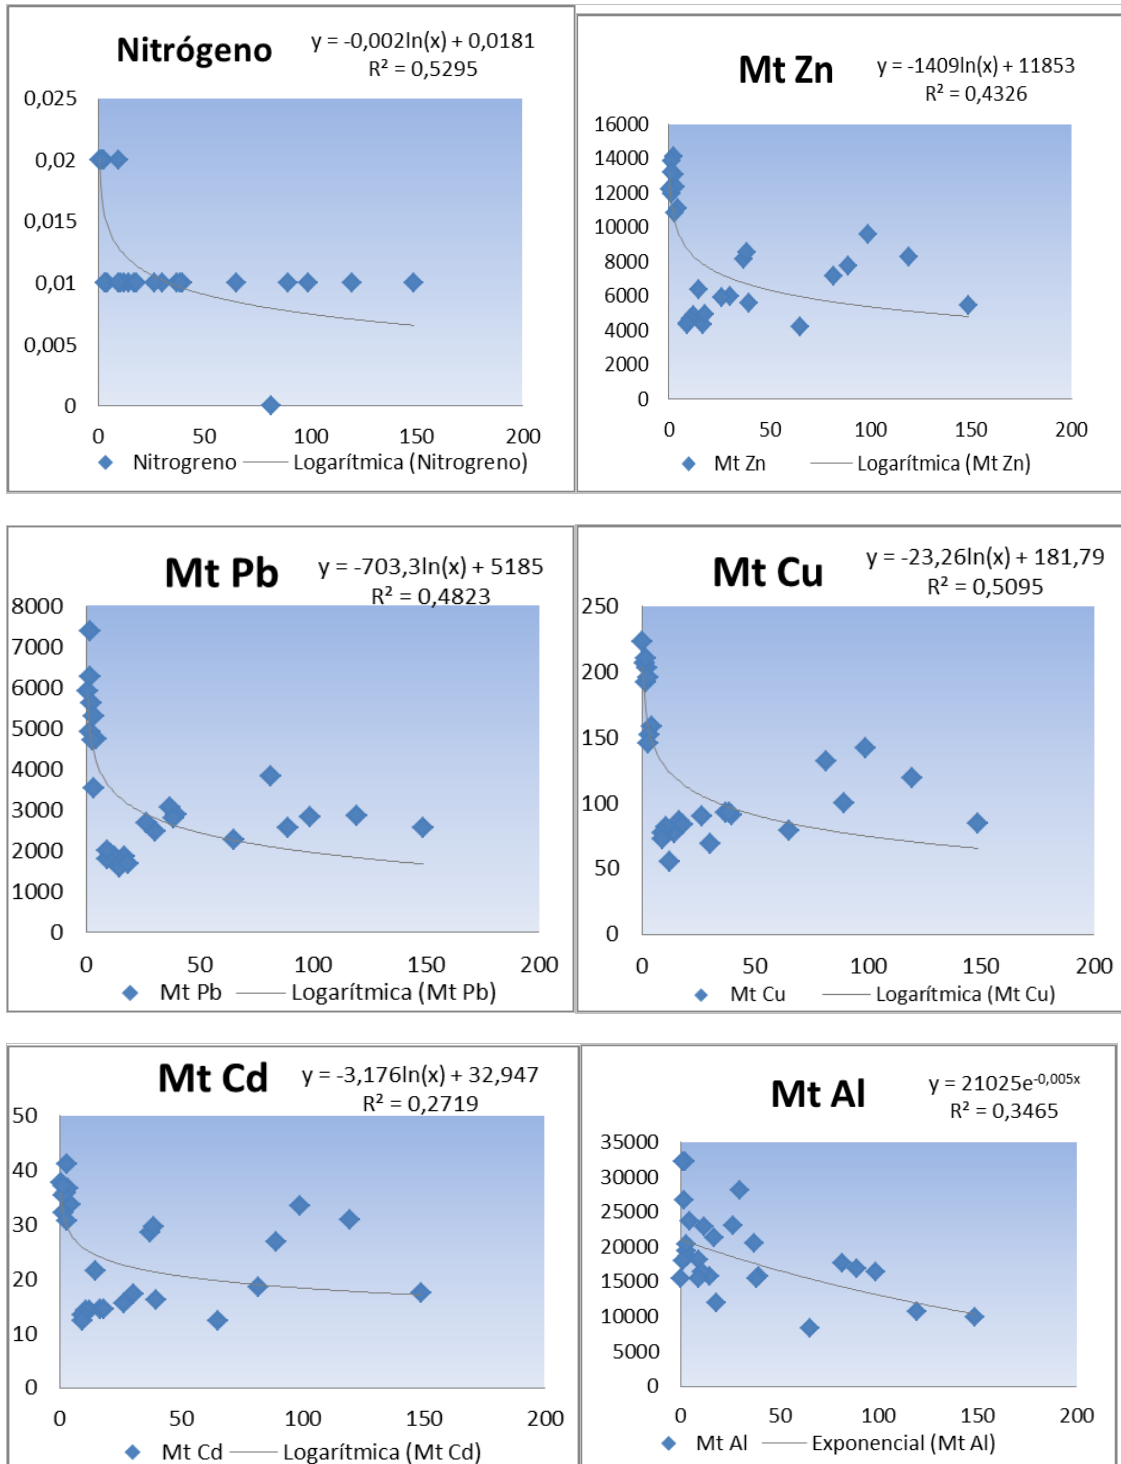 Nitrógeno
y = -0,002ln(x) + 0,0181
R² = 0,5295
0,025
0,02
0,015
0,01
0,005
0
0 50 100 150 200
Nitrogreno Logarítmica (Nitrogreno)
Mt Zn
y = -1409ln(x) + 11853
R² = 0,4326
16000
14000
12000
10000
8000
6000
4000
2000
0
0 50 100 150 200
Mt Zn Logarítmica (Mt Zn)
Mt Pb
y = -703,3ln(x) + 5185
R² = 0,4823
8000
7000
6000
5000
4000
3000
2000
1000
0
0 50 100 150 200
Mt Pb Logarítmica (Mt Pb)
Mt Cu
y = -23,26ln(x) + 181,79
R² = 0,5095
250
200
150
100
50
0
0 50 100 150 200
Mt Cu Logarítmica (Mt Cu)
Mt Cd
y = -3,176ln(x) + 32,947
R² = 0,2719
50
40
30
20
10
0
0 50 100 150 200
Mt Cd Logarítmica (Mt Cd)
Mt Al
y = 21025e^-0,005x
R² = 0,3465
35000
30000
25000
20000
15000
10000
5000
0
0 50 100 150 200
Mt Al Exponencial (Mt Al)